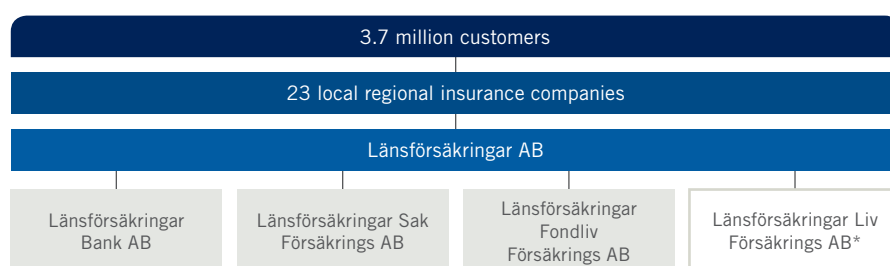 3.7 million customers
23 local regional insurance companies
Länsförsäkringar AB
Länsförsäkringar
Bank AB
Länsförsäkringar Sak
Försäkrings AB
Länsförsäkringar
Fondliv
Försäkrings AB
Länsförsäkringar Liv
Försäkrings AB*